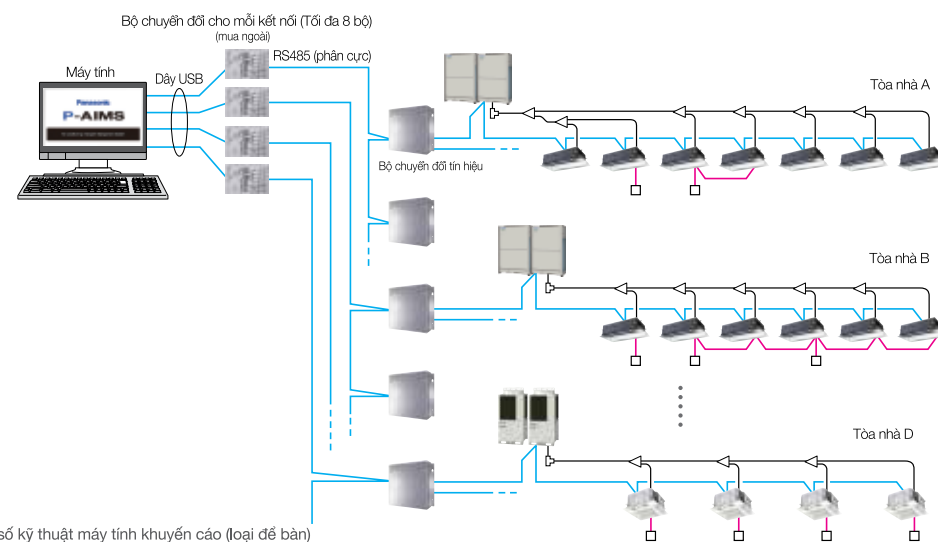 Bộ chuyển đổi cho mỗi kết nối (Tối đa 8 bộ)
(mua ngoài)
RS485 (phân cực)
Máy tính
Dây USB
Panasonic
P-AIMS
Tòa nhà A
Bộ chuyển đổi tín hiệu
Tòa nhà B
Tòa nhà D
số kỹ thuật máy tính khuyến cáo (loại để bàn)